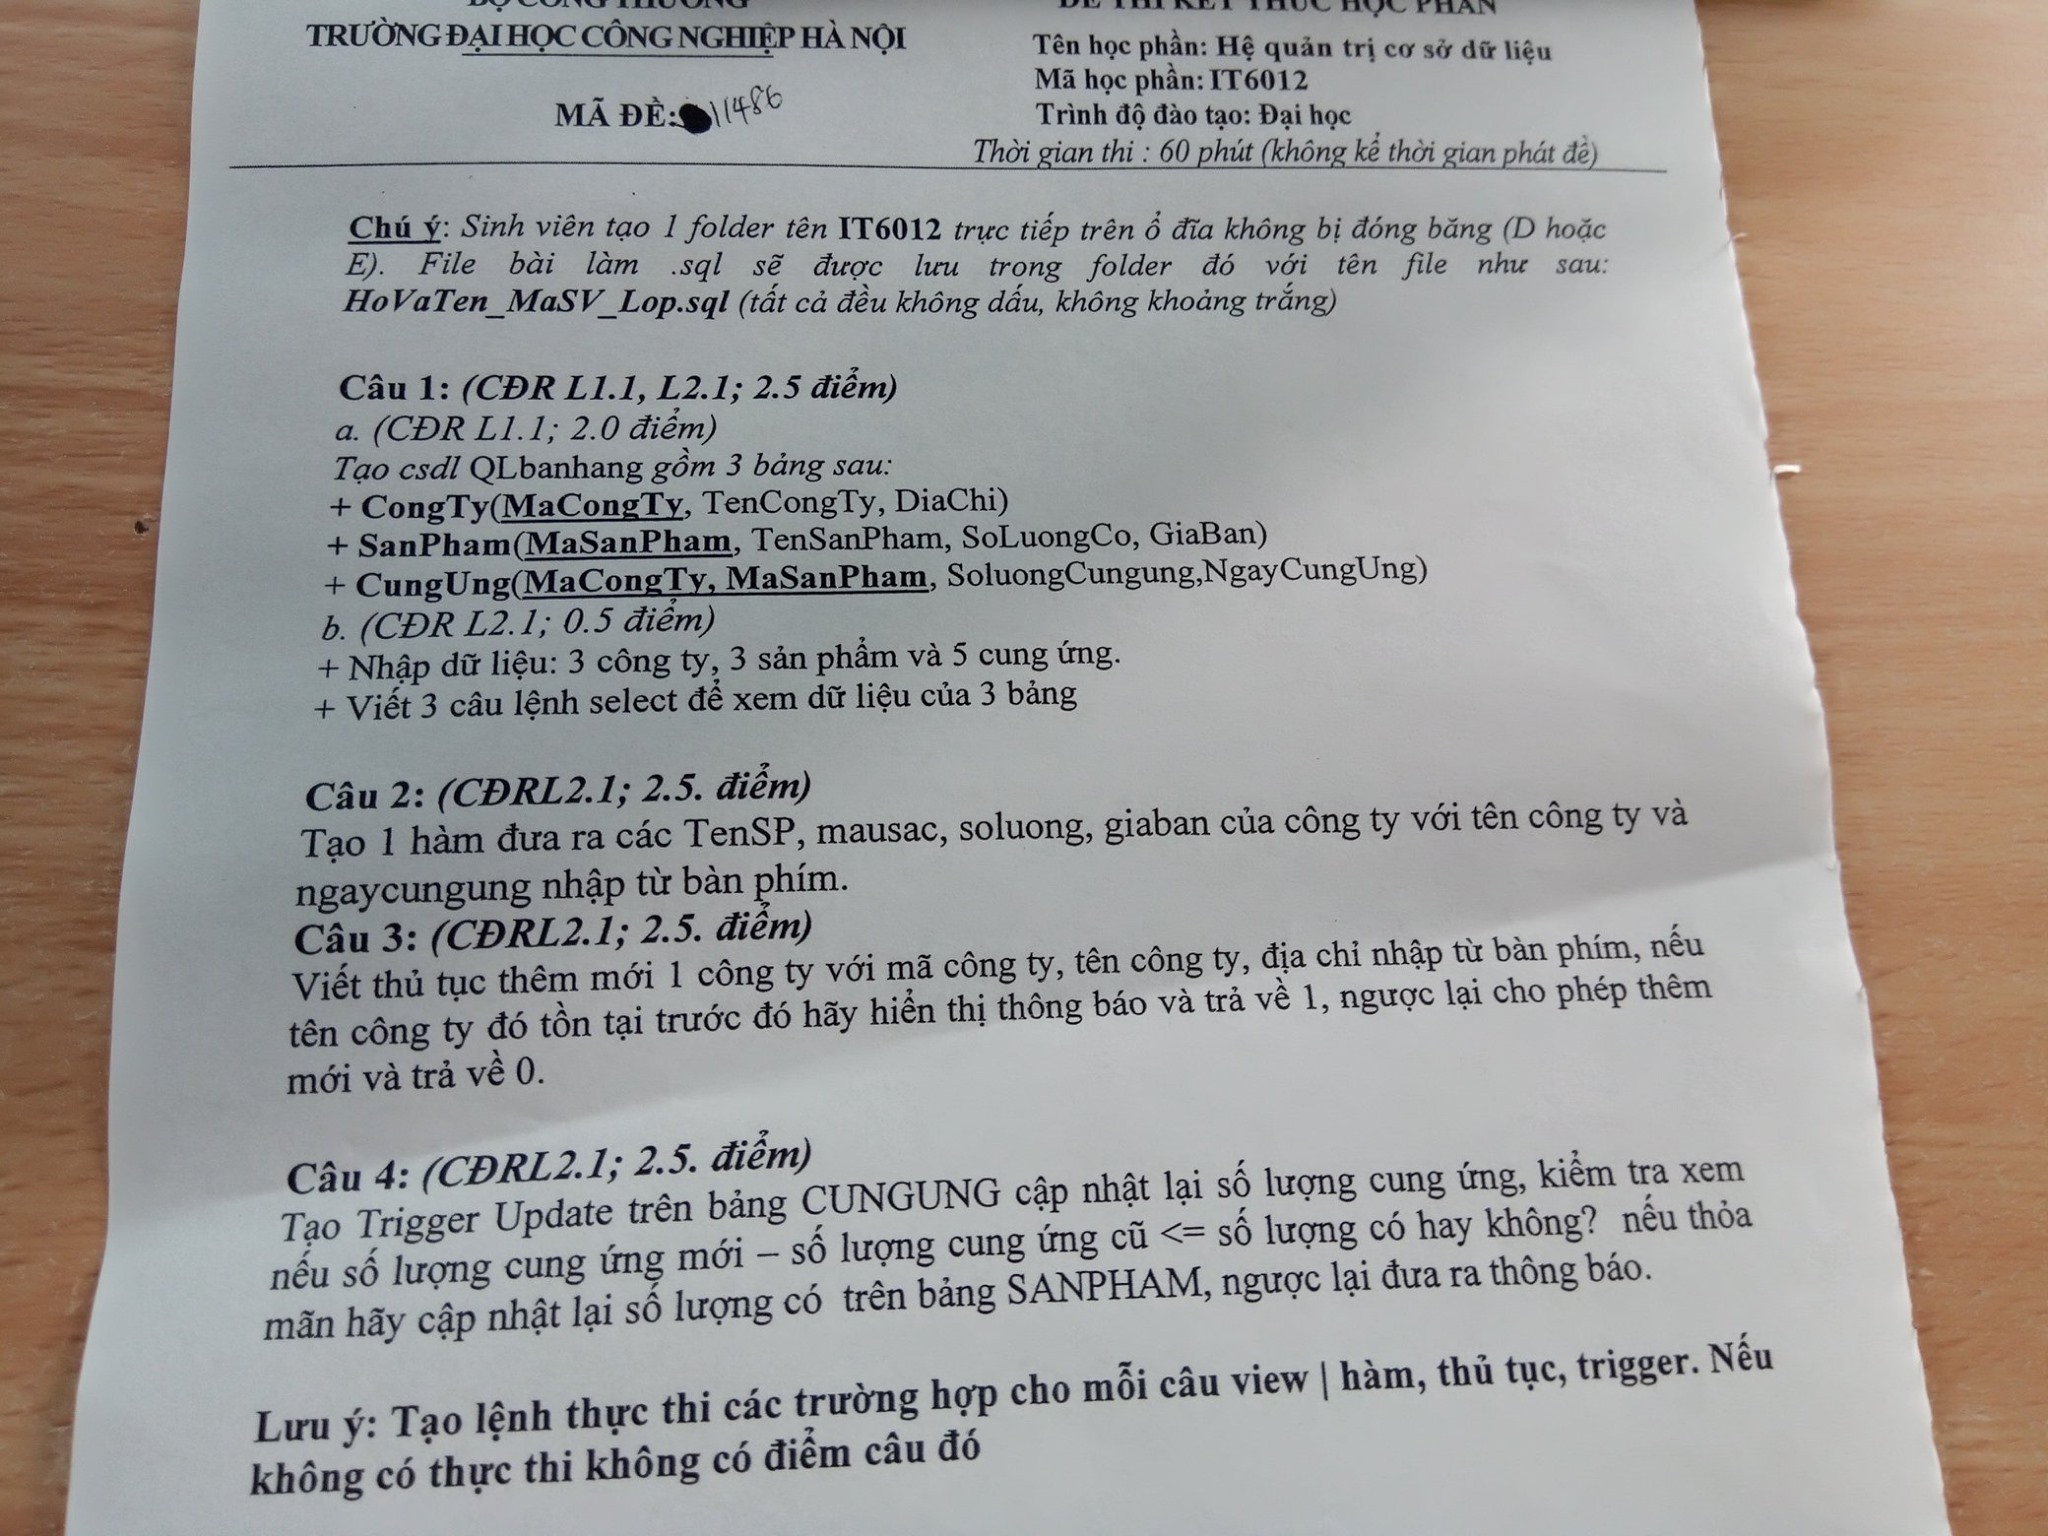 BỘ CÔNG THƯƠNG
TRƯỜNG ĐẠI HỌC CÔNG NGHIỆP HÀ NỘI
MÃ ĐỀ: 11486
ĐỀ THI KẾT THÚC HỌC PHẦN
Tên học phần: Hệ quản trị cơ sở dữ liệu
Mã học phần: IT6012
Trình độ đào tạo: Đại học
Thời gian thi : 60 phút (không kể thời gian phát đề)
Chú ý: Sinh viên tạo 1 folder tên IT6012 trực tiếp trên ổ đĩa không bị đóng băng (D hoặc
E). File bài làm .sql sẽ được lưu trong folder đó với tên file như sau:
HoVaTen_MaSV_Lop.sql (tất cả đều không dấu, không khoảng trắng)
Câu 1: (CĐR L1.1, L2.1; 2.5 điểm)
a. (CĐR L1.1; 2.0 điểm)
Tạo csdl QLbanhang gồm 3 bảng sau:
+ CongTy(MaCongTy, TenCongTy, DiaChi)
+ SanPham(MaSanPham, TenSanPham, SoLuongCo, GiaBan)
+ CungUng(MaCongTy, MaSanPham, SoluongCungung,NgayCungUng)
b. (CĐR L2.1; 0.5 điểm)
+ Nhập dữ liệu: 3 công ty, 3 sản phẩm và 5 cung ứng.
+ Viết 3 câu lệnh select để xem dữ liệu của 3 bảng
Câu 2: (CĐRL2.1; 2.5. điểm)
Tạo 1 hàm đưa ra các TenSP, mausac, soluong, giaban của công ty với tên công ty và
ngaycungung nhập từ bàn phím.
Câu 3: (CĐRL2.1; 2.5. điểm)
Viết thủ tục thêm mới 1 công ty với mã công ty, tên công ty, địa chỉ nhập từ bàn phím, nếu
tên công ty đó tồn tại trước đó hãy hiển thị thông báo và trả về 1, ngược lại cho phép thêm
mới và trả về 0.
Câu 4: (CĐRL2.1; 2.5. điểm)
Tạo Trigger Update trên bảng CUNGUNG cập nhật lại số lượng cung ứng, kiểm tra xem
nếu số lượng cung ứng mới – số lượng cung ứng cũ <= số lượng có hay không? nếu thỏa
mãn hãy cập nhật lại số lượng có trên bảng SANPHAM, ngược lại đưa ra thông báo.
Lưu ý: Tạo lệnh thực thi các trường hợp cho mỗi câu view | hàm, thủ tục, trigger. Nếu
không có thực thi không có điểm câu đó